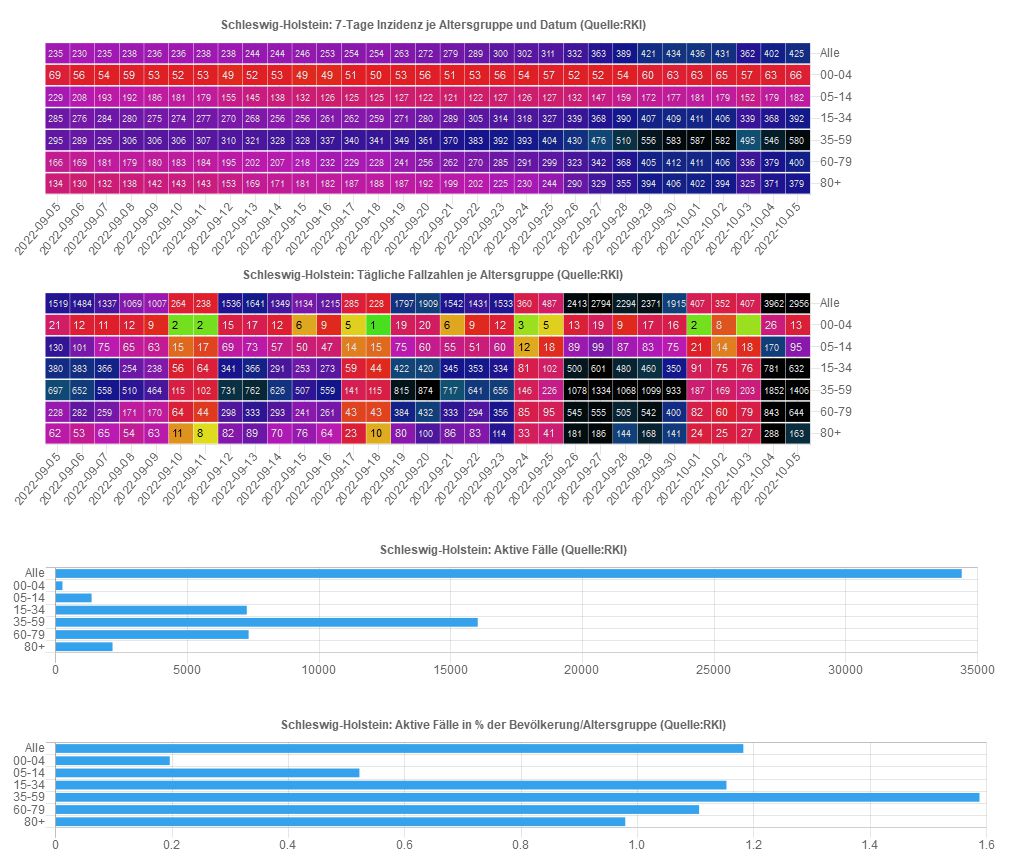 Schleswig-Holstein: 7-Tage Inzidenz je Altersgruppe und Datum (Quelle:RKI)
235 230 235 238 236 236 238 238 244 244 246 253 254 254 263 272 279 289 300 302 311 332 363 389 421 434 436 431 362 402 425 Alle
69 56 54 59 53 52 53 49 52 53 49 49 51 50 53 56 51 53 56 54 57 52 52 54 60 63 63 65 57 63 66 00-04
229 208 193 192 186 181 179 155 145 138 132 126 125 125 127 122 121 122 127 126 127 132 147 159 172 177 181 179 152 179 182 05-14
285 276 284 280 275 274 277 270 268 256 256 261 262 259 271 280 289 305 314 318 327 339 368 390 407 409 411 406 339 368 392 15-34
295 289 295 306 306 306 307 310 321 328 328 337 340 341 349 361 370 383 392 393 404 430 476 510 556 583 587 582 495 546 580 35-59
166 169 181 179 180 183 184 195 202 207 218 232 229 228 241 256 262 270 285 291 299 323 342 368 405 412 411 406 336 379 400 60-79
134 130 132 138 142 143 143 153 169 171 181 182 187 188 187 191 192 199 202 225 230 244 290 329 355 394 406 402 394 325 371 379 80+
2022-09-05 2022-09-06 2022-09-07 2022-09-08 2022-09-09 2022-09-10 2022-09-11 2022-09-12 2022-09-13 2022-09-14 2022-09-15 2022-09-16 2022-09-17 2022-09-18 2022-09-19 2022-09-20 2022-09-21 2022-09-22 2022-09-23 2022-09-24 2022-09-25 2022-09-26 2022-09-27 2022-09-28 2022-09-29 2022-09-30 2022-10-01 2022-10-02 2022-10-03 2022-10-04 2022-10-05
Schleswig-Holstein: Tägliche Fallzahlen je Altersgruppe (Quelle:RKI)
1519 1484 1337 1069 1007 264 238 1536 1641 1349 1134 1215 285 228 1797 1909 1542 1431 1533 360 487 2413 2794 2294 2371 1915 407 352 407 3962 2956 Alle
21 12 11 12 9 2 2 15 17 12 6 9 5 1 19 20 6 9 12 3 5 13 19 9 17 16 2 8 26 13 00-04
130 101 75 65 63 15 17 69 73 57 50 47 14 15 75 60 55 51 60 12 18 89 99 87 83 75 21 14 18 170 95 05-14
380 383 366 254 238 56 64 341 366 291 253 273 59 44 422 420 345 353 334 81 102 500 601 480 460 350 91 75 76 781 632 15-34
697 652 558 510 464 115 102 731 762 626 507 559 141 115 815 874 717 641 656 146 226 1078 1334 1068 1099 933 187 169 203 1852 1406 35-59
228 282 259 171 170 64 44 298 333 293 241 261 43 43 384 432 333 294 356 85 95 545 555 505 542 400 82 60 79 843 644 60-79
62 53 65 54 63 11 8 82 89 70 76 64 23 10 80 100 86 83 114 33 41 181 185 144 168 141 24 25 27 288 163 80+
2022-09-05 2022-09-06 2022-09-07 2022-09-08 2022-09-09 2022-09-10 2022-09-11 2022-09-12 2022-09-13 2022-09-14 2022-09-15 2022-09-16 2022-09-17 2022-09-18 2022-09-19 2022-09-20 2022-09-21 2022-09-22 2022-09-23 2022-09-24 2022-09-25 2022-09-26 2022-09-27 2022-09-28 2022-09-29 2022-09-30 2022-10-01 2022-10-02 2022-10-03 2022-10-04 2022-10-05
Schleswig-Holstein: Aktive Fälle (Quelle:RKI)
Alle
00-04
05-14
15-34
35-59
60-79
80+
0 5000 10000 15000 20000 25000 30000 35000
Schleswig-Holstein: Aktive Fälle in % der Bevölkerung/Altersgruppe (Quelle:RKI)
Alle
00-04
05-14
15-34
35-59
60-79
80+
0 0.2 0.4 0.6 0.8 1.0 1.2 1.4 1.6